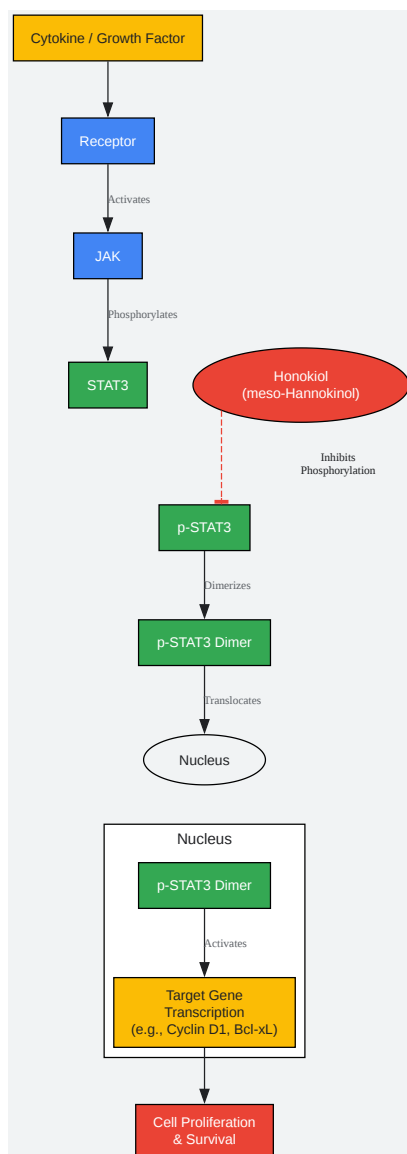 Cytokine / Growth Factor
Receptor
Activates
JAK
Phosphorylates
STAT3
Honokiol
(meso-Hannokinol)
Inhibits
Phosphorylation
p-STAT3
Dimerizes
p-STAT3 Dimer
Translocates
Nucleus
Nucleus
p-STAT3 Dimer
Activates
Target Gene
Transcription
(e.g., Cyclin D1, Bcl-xL)
Cell Proliferation
& Survival